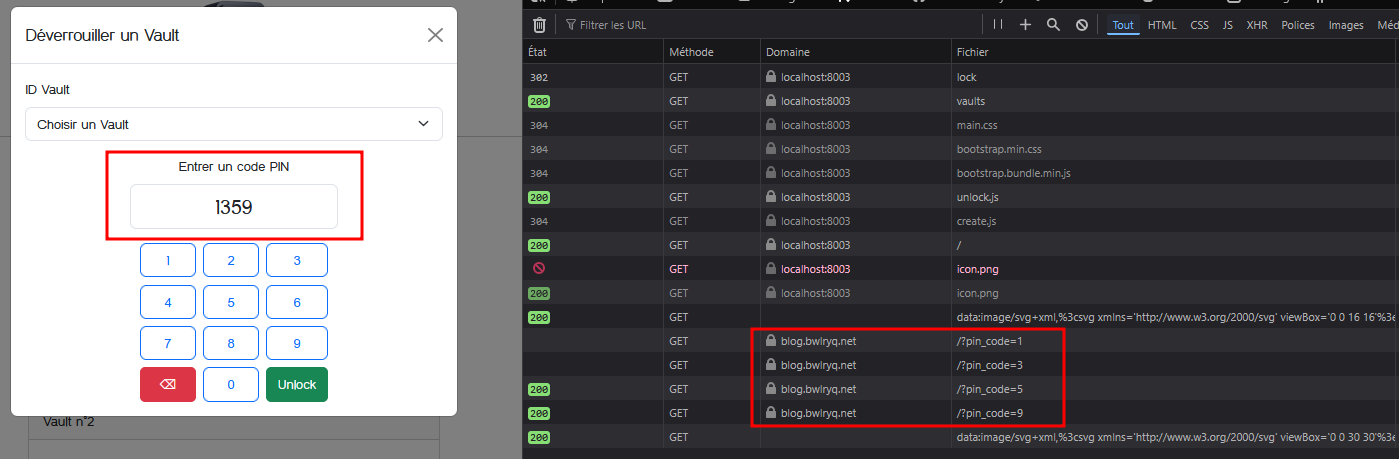 Déverrouiller un Vault
ID Vault
Choisir un Vault
Entrer un code PIN
1359
1 2 3
4 5 6
7 8 9
⌫ 0 Unlock
Vault n°2
Filtrer les URL
Tout HTML CSS JS XHR Polices Images Méd
État Méthode Domaine Fichier
302 GET localhost:8003 lock
200 GET localhost:8003 vaults
304 GET localhost:8003 main.css
304 GET localhost:8003 bootstrap.min.css
304 GET localhost:8003 bootstrap.bundle.min.js
200 GET localhost:8003 unlock.js
304 GET localhost:8003 create.js
200 GET localhost:8003 /
GET localhost:8003 icon.png
200 GET localhost:8003 icon.png
200 GET data:image/svg+xml,%3csvg xmlns='http://www.w3.org/2000/svg' viewBox='0 0 16 16'%3e
GET blog.bwlryq.net /?pin_code=1
GET blog.bwlryq.net /?pin_code=3
200 GET blog.bwlryq.net /?pin_code=5
200 GET blog.bwlryq.net /?pin_code=9
200 GET data:image/svg+xml,%3csvg xmlns='http://www.w3.org/2000/svg' viewBox='0 0 30 30'%3e